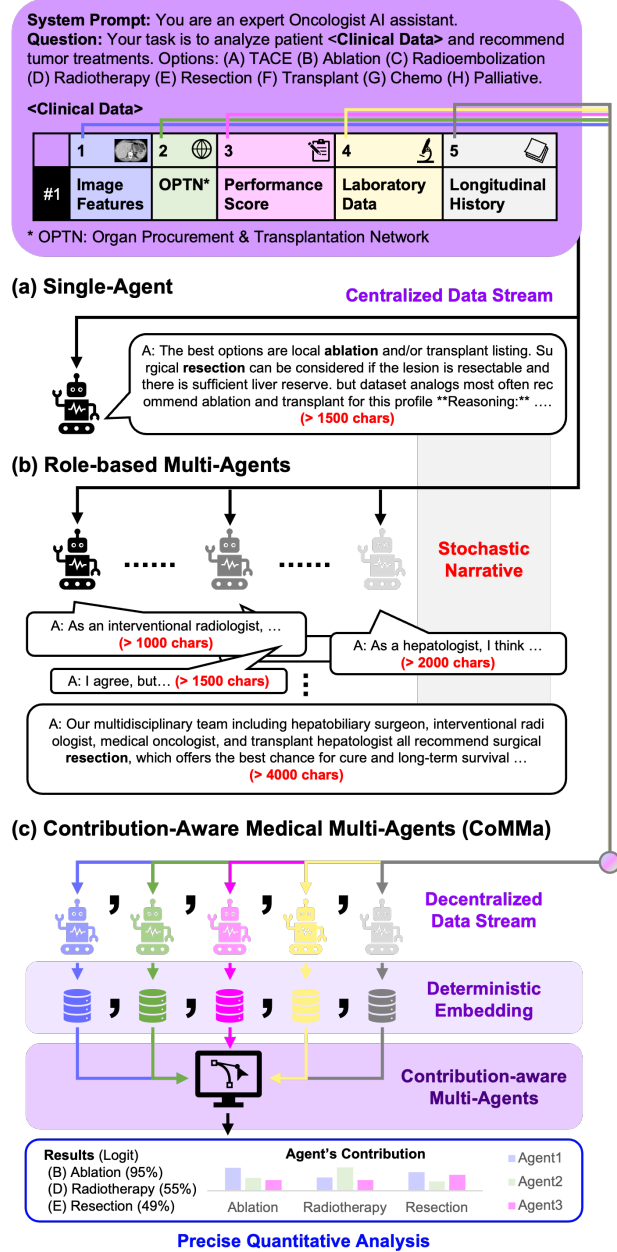 System Prompt: You are an expert Oncologist AI assistant.
Question: Your task is to analyze patient <Clinical Data> and recommend
tumor treatments. Options: (A) TACE (B) Ablation (C) Radioembolization
(D) Radiotherapy (E) Resection (F) Transplant (G) Chemo (H) Palliative.
<Clinical Data>
1 2 3 4 5
#1 Image Features OPTN* Performance Score Laboratory Data Longitudinal History
* OPTN: Organ Procurement & Transplantation Network
(a) Single-Agent
Centralized Data Stream
A: The best options are local ablation and/or transplant listing. Su
rgical resection can be considered if the lesion is resectable and
there is sufficient liver reserve. but dataset analogs most often rec
ommend ablation and transplant for this profile **Reasoning:** ....
(> 1500 chars)
(b) Role-based Multi-Agents
Stochastic
Narrative
A: As an interventional radiologist, ...
(> 1000 chars)
A: As a hepatologist, I think ...
(> 2000 chars)
A: I agree, but... (> 1500 chars)
A: Our multidisciplinary team including hepatobiliary surgeon, interventional radi
ologist, medical oncologist, and transplant hepatologist all recommend surgical
resection, which offers the best chance for cure and long-term survival ...
(> 4000 chars)
(c) Contribution-Aware Medical Multi-Agents (CoMMa)
Decentralized
Data Stream
Deterministic
Embedding
Contribution-aware
Multi-Agents
Results (Logit)
(B) Ablation (95%)
(D) Radiotherapy (55%)
(E) Resection (49%)
Agent's Contribution
Ablation Radiotherapy Resection
Agent1
Agent2
Agent3
Precise Quantitative Analysis